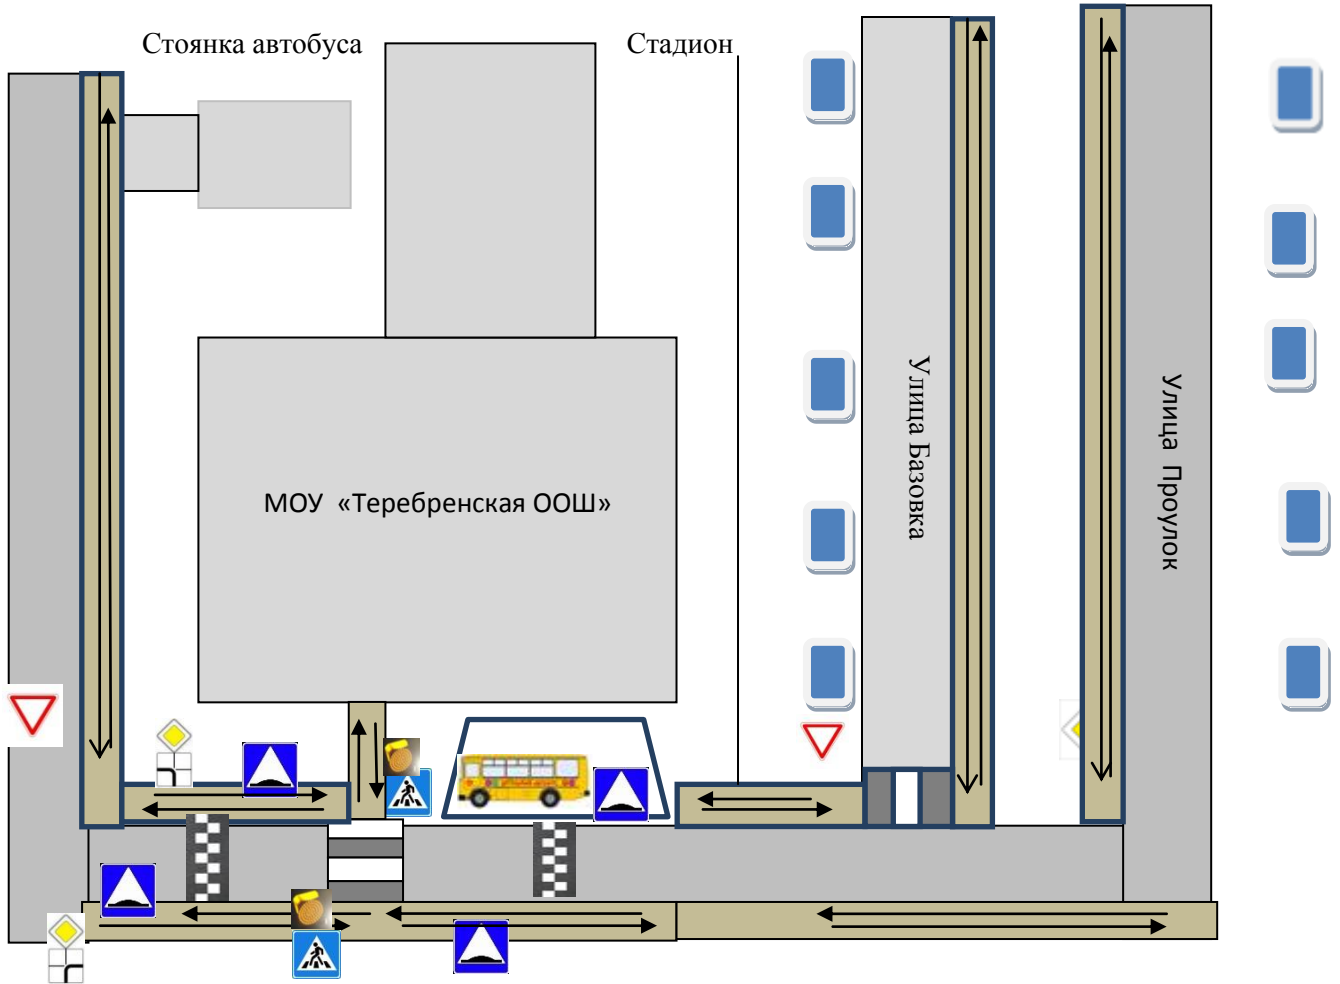 Стоянка автобуса
Стадион
МОУ «Теребренская ООШ»
Улица Базовка
Улица Проулок